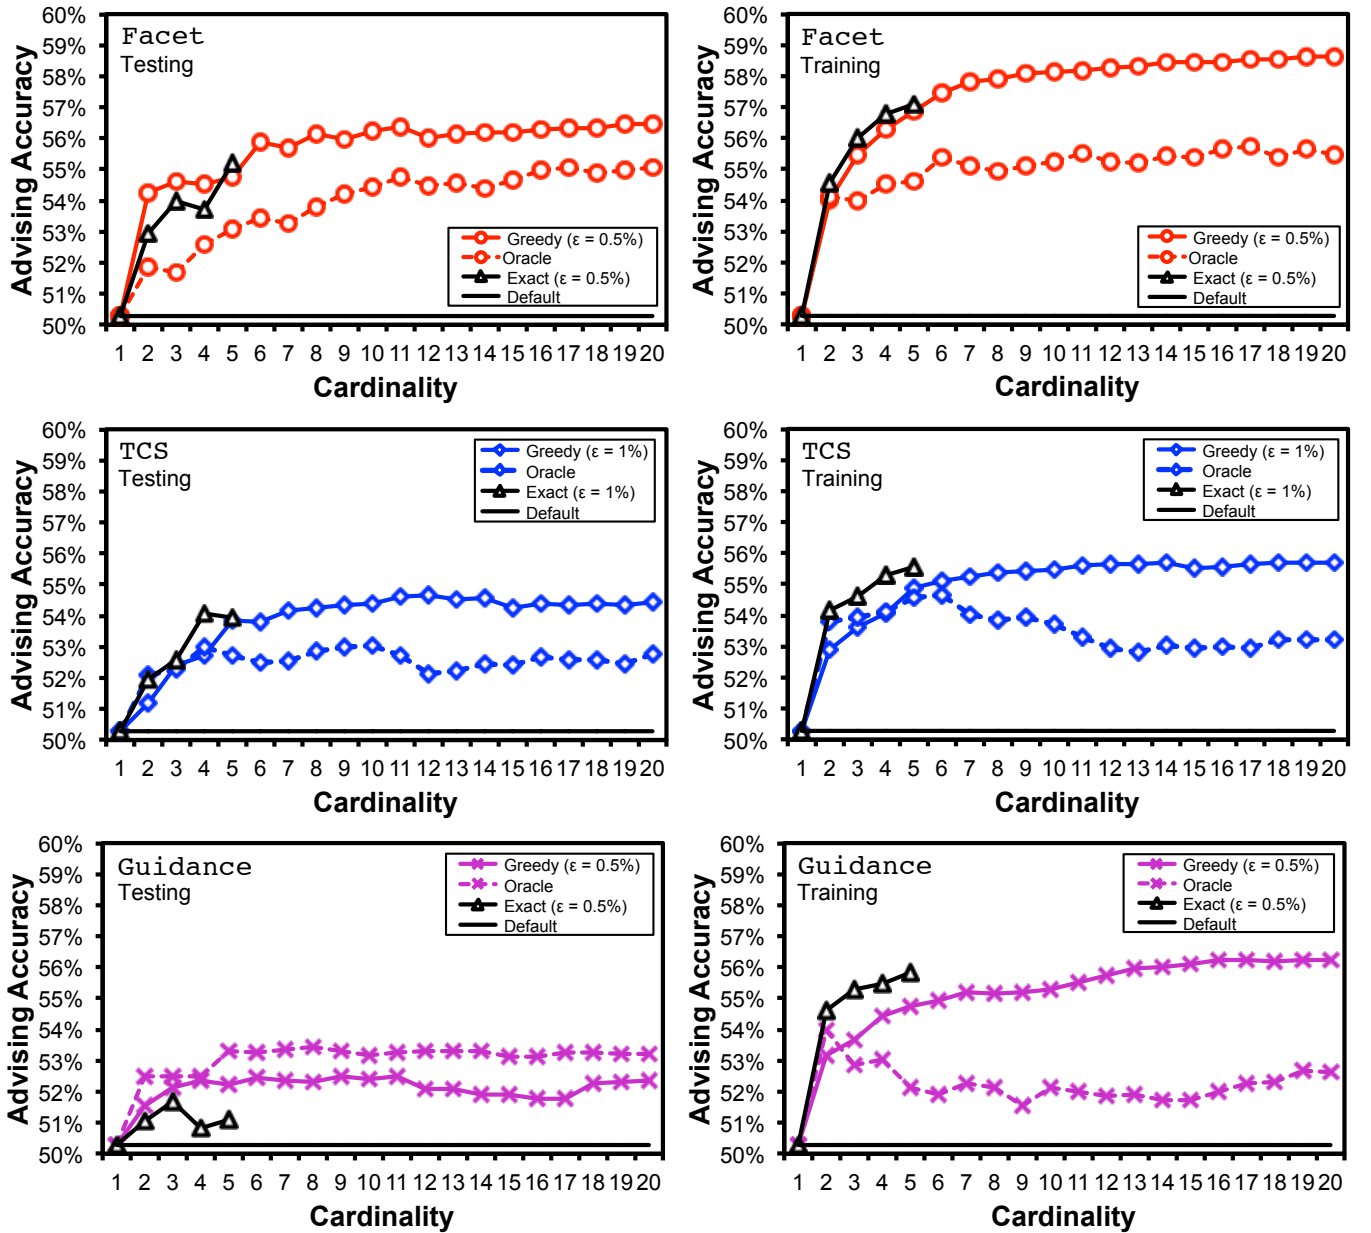 Facet
Testing
Advising Accuracy
60%
59%
58%
57%
56%
55%
54%
53%
52%
51%
50%
Greedy (ε = 0.5%)
Oracle
Exact (ε = 0.5%)
Default
1 2 3 4 5 6 7 8 9 10 11 12 13 14 15 16 17 18 19 20
Cardinality
Facet
Training
Advising Accuracy
60%
59%
58%
57%
56%
55%
54%
53%
52%
51%
50%
Greedy (ε = 0.5%)
Oracle
Exact (ε = 0.5%)
Default
1 2 3 4 5 6 7 8 9 10 11 12 13 14 15 16 17 18 19 20
Cardinality
TCS
Testing
Advising Accuracy
60%
59%
58%
57%
56%
55%
54%
53%
52%
51%
50%
Greedy (ε = 1%)
Oracle
Exact (ε = 1%)
Default
1 2 3 4 5 6 7 8 9 10 11 12 13 14 15 16 17 18 19 20
Cardinality
TCS
Training
Advising Accuracy
60%
59%
58%
57%
56%
55%
54%
53%
52%
51%
50%
Greedy (ε = 1%)
Oracle
Exact (ε = 1%)
Default
1 2 3 4 5 6 7 8 9 10 11 12 13 14 15 16 17 18 19 20
Cardinality
Guidance
Testing
Advising Accuracy
60%
59%
58%
57%
56%
55%
54%
53%
52%
51%
50%
Greedy (ε = 0.5%)
Oracle
Exact (ε = 0.5%)
Default
1 2 3 4 5 6 7 8 9 10 11 12 13 14 15 16 17 18 19 20
Cardinality
Guidance
Training
Advising Accuracy
60%
59%
58%
57%
56%
55%
54%
53%
52%
51%
50%
Greedy (ε = 0.5%)
Oracle
Exact (ε = 0.5%)
Default
1 2 3 4 5 6 7 8 9 10 11 12 13 14 15 16 17 18 19 20
Cardinality